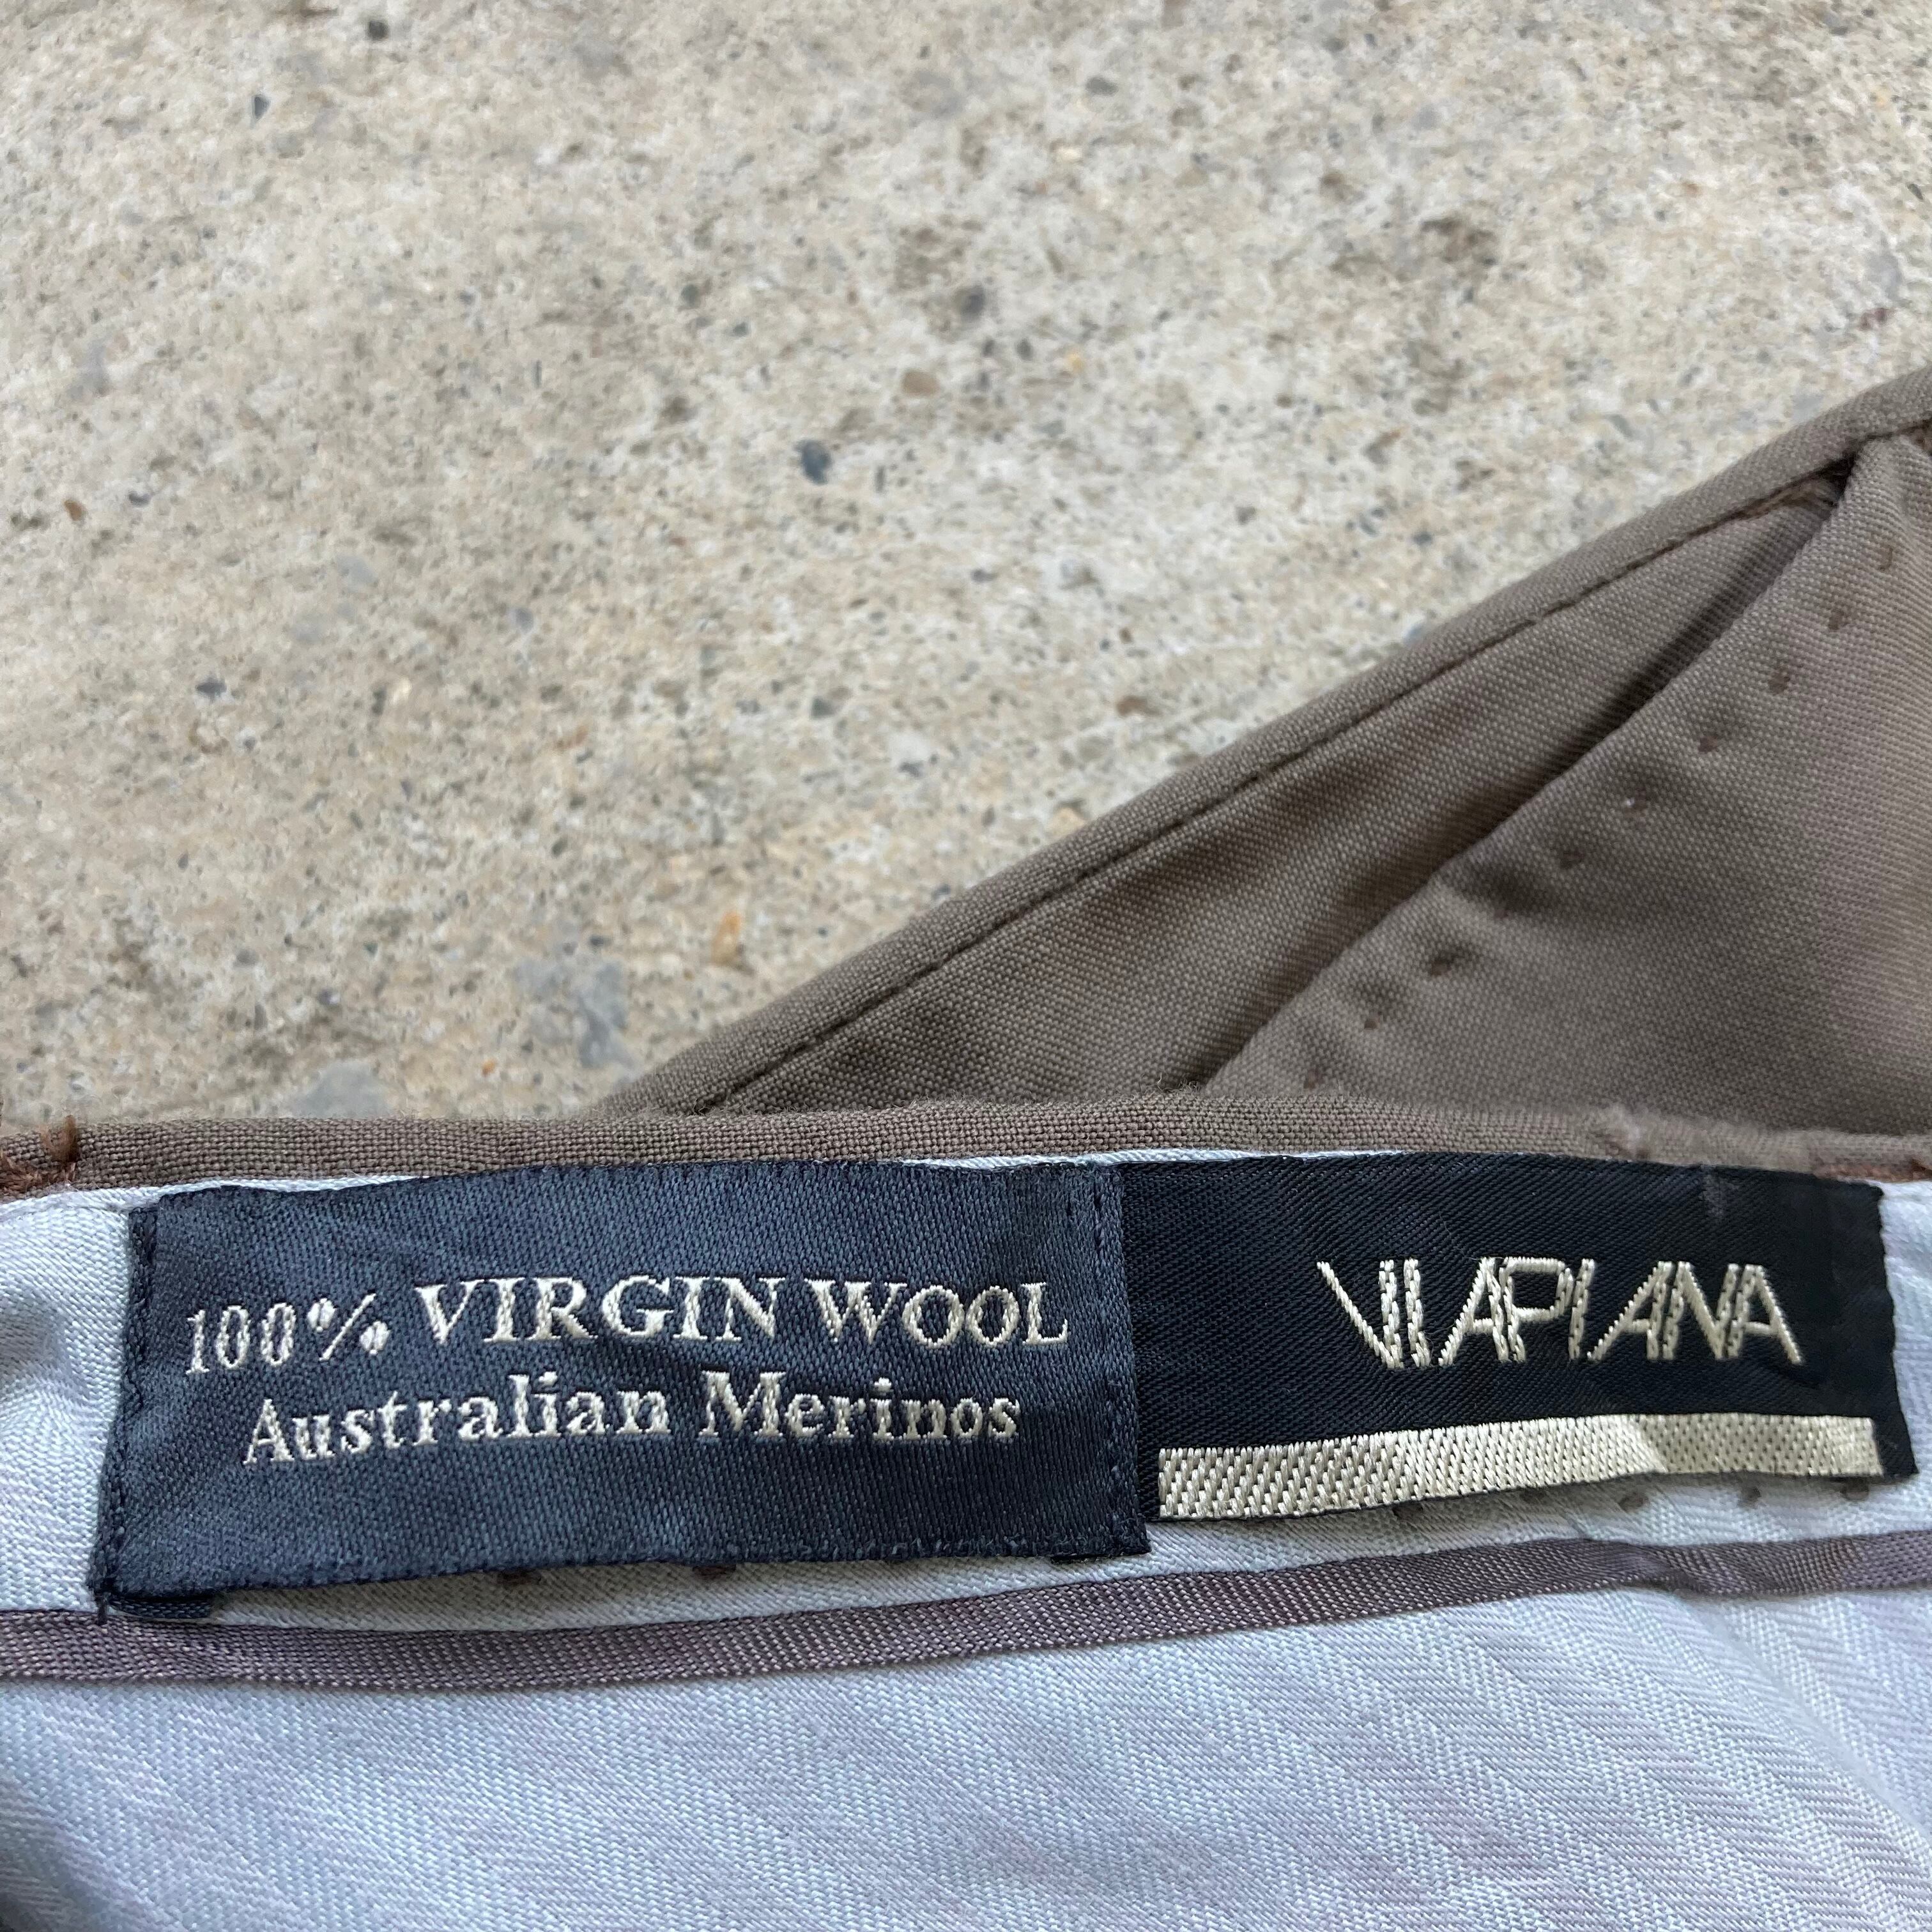 100% VIRGIN WOOL
Australian Merinos
VIAPIANA